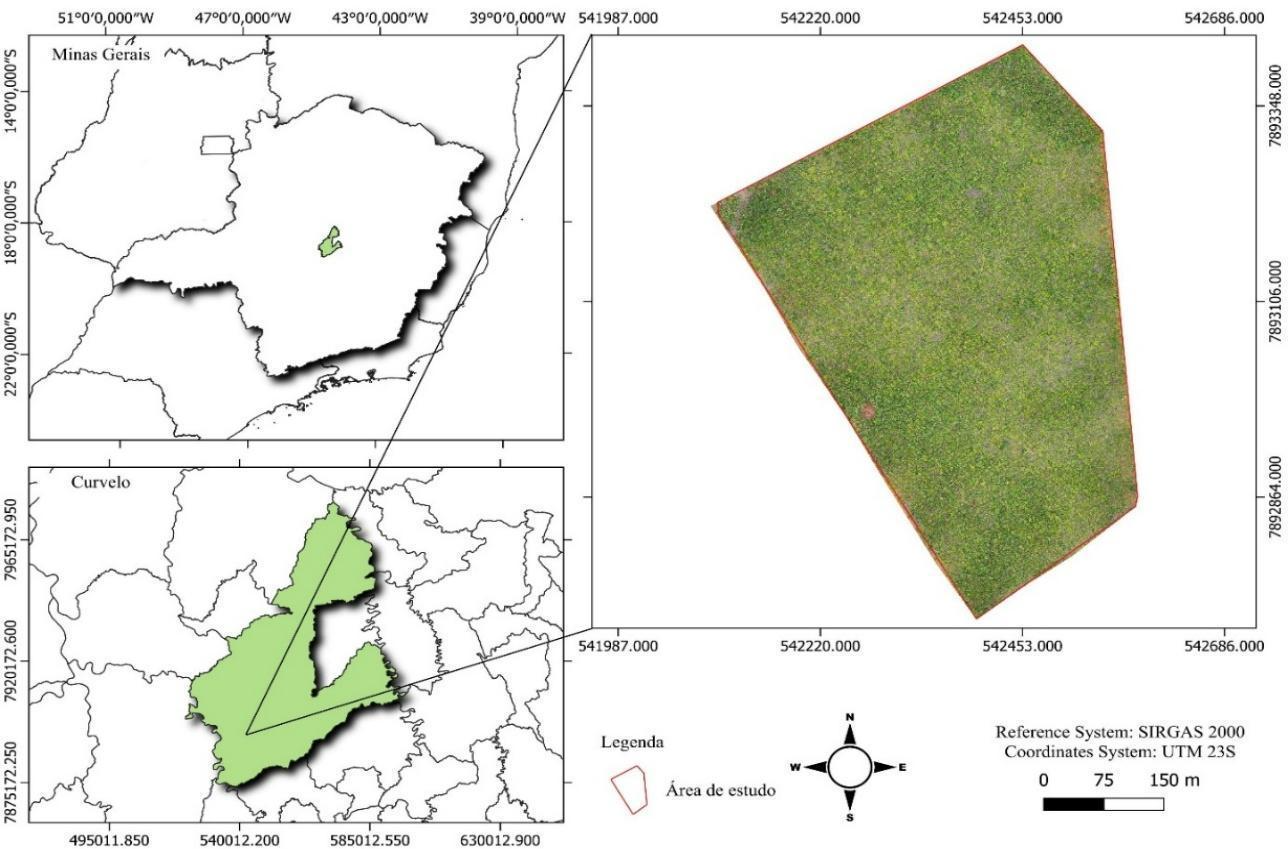 51°0'0,000"W 47°0'0,000"W 43°0'0,000"W 39°0'0,000"W
Minas Gerais
14°0'0,000"S
18°0'0,000"S
22°0'0,000"S
Curvelo
7965172.950
7920172.600
7875172.250
495011.850 540012.200 585012.550 630012.900
541987.000 542220.000 542453.000 542686.000
7893348.000
7893106.000
7892864.000
541987.000 542220.000 542453.000 542686.000
Legenda
Área de estudo
N
W E
S
Reference System: SIRGAS 2000
Coordinates System: UTM 23S
0 75 150 m